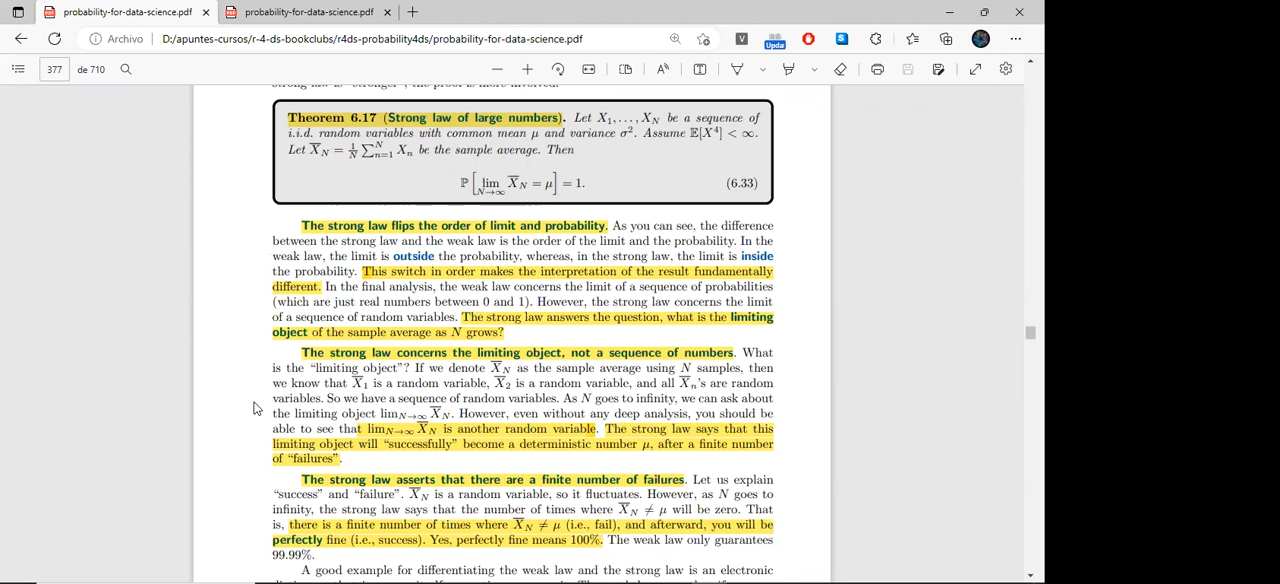 probability-for-data-science.pdf
probability-for-data-science.pdf
Archivo D:/apuntes-cursos/r-4-ds-bookclubs/r4ds-probability4ds/probability-for-data-science.pdf
V
Updat
S
377 de 710
Theorem 6.17 (Strong law of large numbers). Let X₁, . . . , X_N be a sequence of
i.i.d. random variables with common mean μ and variance σ². Assume 𝔼[X⁴] < ∞.
Let X̅_N = 1/N ∑ᴺₙ₌₁ Xₙ be the sample average. Then
ℙ [ lim N→∞ X̅_N = μ ] = 1. (6.33)
The strong law flips the order of limit and probability. As you can see, the difference
between the strong law and the weak law is the order of the limit and the probability. In the
weak law, the limit is outside the probability, whereas, in the strong law, the limit is inside
the probability. This switch in order makes the interpretation of the result fundamentally
different. In the final analysis, the weak law concerns the limit of a sequence of probabilities
(which are just real numbers between 0 and 1). However, the strong law concerns the limit
of a sequence of random variables. The strong law answers the question, what is the limiting
object of the sample average as N grows?
The strong law concerns the limiting object, not a sequence of numbers. What
is the “limiting object”? If we denote X̅_N as the sample average using N samples, then
we know that X̅₁ is a random variable, X̅₂ is a random variable, and all X̅ₙ's are random
variables. So we have a sequence of random variables. As N goes to infinity, we can ask about
the limiting object lim_N→∞ X̅_N. However, even without any deep analysis, you should be
able to see that lim_N→∞ X̅_N is another random variable. The strong law says that this
limiting object will “successfully” become a deterministic number μ, after a finite number
of “failures”.
The strong law asserts that there are a finite number of failures. Let us explain
“success” and “failure”. X̅_N is a random variable, so it fluctuates. However, as N goes to
infinity, the strong law says that the number of times where X̅_N ≠ μ will be zero. That
is, there is a finite number of times where X̅_N ≠ μ (i.e., fail), and afterward, you will be
perfectly fine (i.e., success). Yes, perfectly fine means 100%. The weak law only guarantees
99.99%.
A good example for differentiating the weak law and the strong law is an electronic